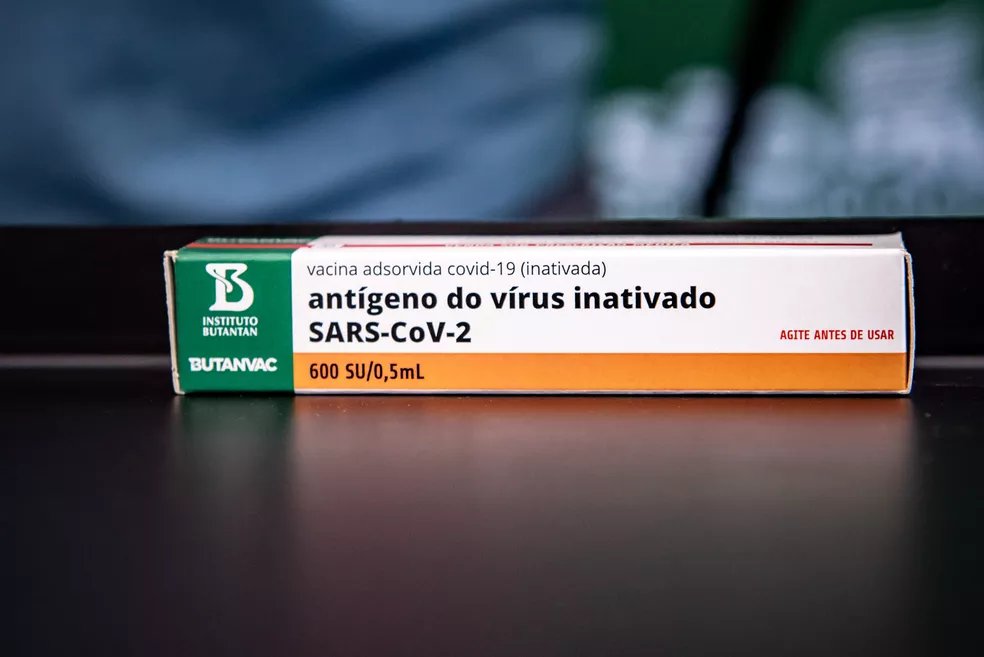 INSTITUTO
BUTANTAN
BUTANVAC
vacina adsorvida covid-19 (inativada)
antígeno do vírus inativado
SARS-CoV-2
AGITE ANTES DE USAR
600 SU/0,5mL